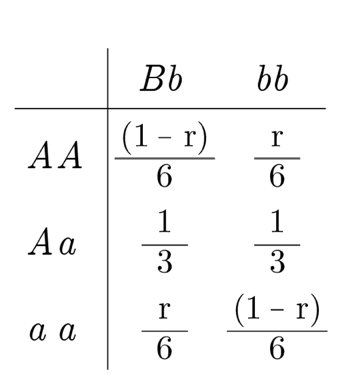 Bb bb
AA (1 - r)/6 r/6
Aa 1/3 1/3
a a r/6 (1 - r)/6